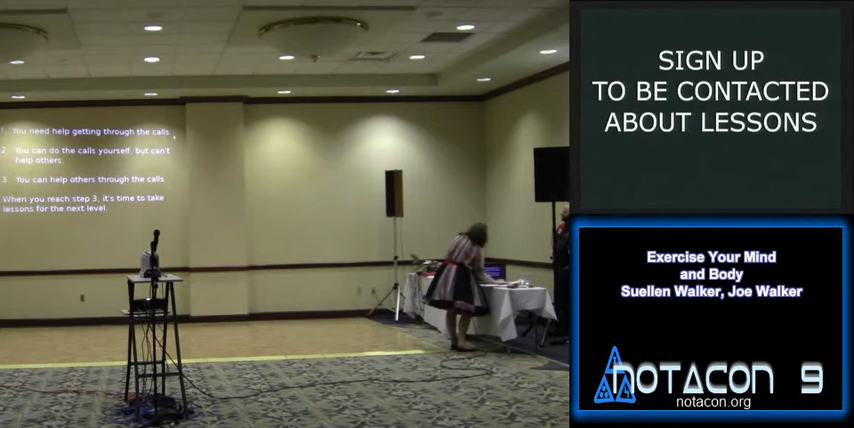 1. You need help getting through the calls.
2. You can do the calls yourself, but can't
help others.
3. You can help others through the calls
When you reach step 3, it's time to take
lessons for the next level.
SIGN UP
TO BE CONTACTED
ABOUT LESSONS
Exercise Your Mind
and Body
Suellen Walker, Joe Walker
NOTACON 9
notacon.org